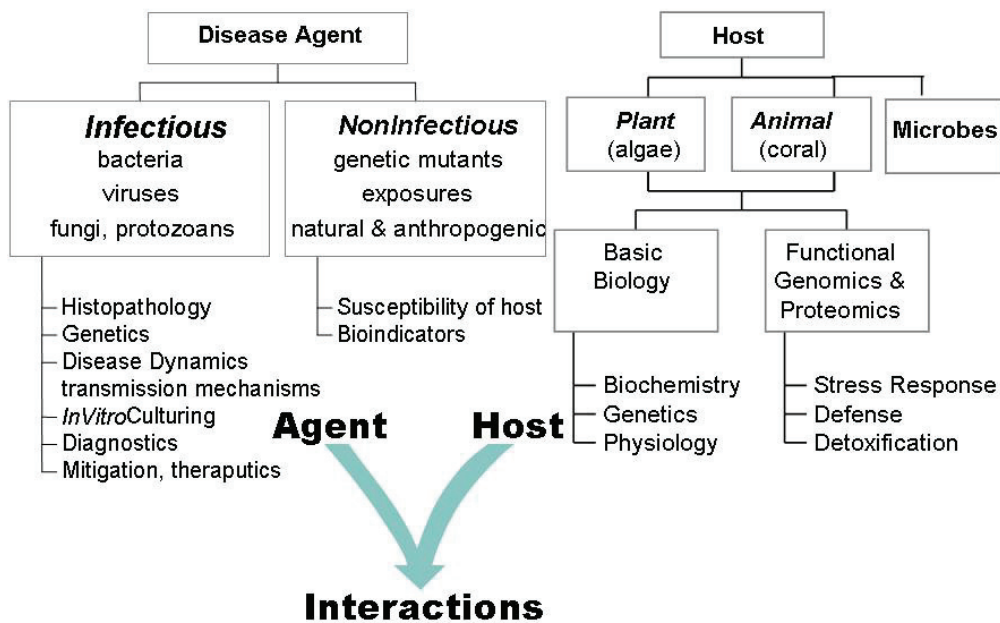 Disease Agent
Infectious
bacteria
viruses
fungi, protozoans
NonInfectious
genetic mutants
exposures
natural & anthropogenic
Histopathology
Genetics
Disease Dynamics
transmission mechanisms
InVitroCulturing
Diagnostics
Mitigation, theraputics
Susceptibility of host
Bioindicators
Host
Plant
(algae)
Animal
(coral)
Microbes
Basic
Biology
Functional
Genomics &
Proteomics
Biochemistry
Genetics
Physiology
Stress Response
Defense
Detoxification
Agent
Host
Interactions